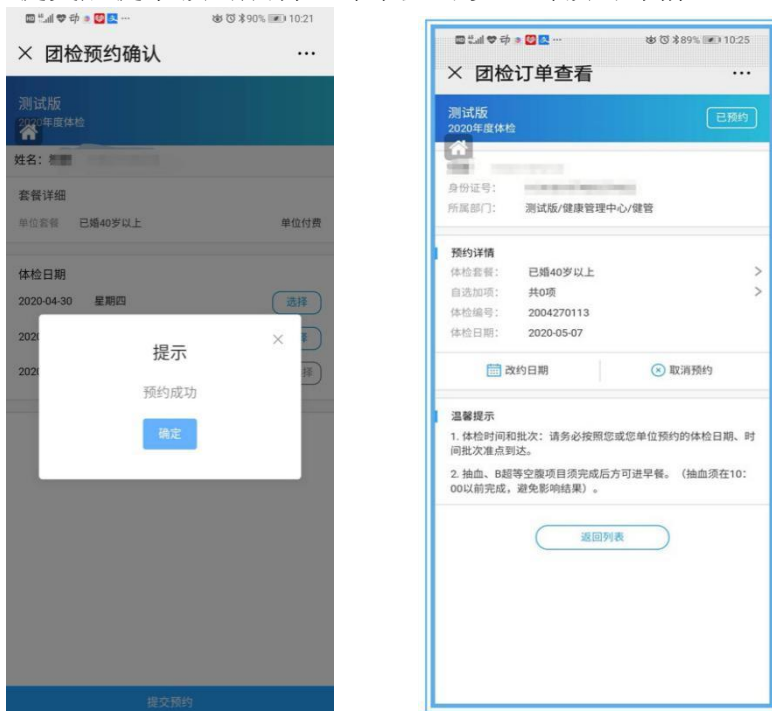 90% 10:21
× 团检预约确认 ...
测试版
2020年度体检
姓名：
套餐详细
单位套餐 已婚40岁以上 单位付费
体检日期
2020-04-30 星期四 选择
202
202 择
提示 ×
预约成功
确定
提交预约
89% 10:25
× 团检订单查看 ...
测试版
2020年度体检
已预约
身份证号：
所属部门： 测试版/健康管理中心/健管
预约详情
体检套餐： 已婚40岁以上 >
自选加项： 共0项 >
体检编号： 2004270113
体检日期： 2020-05-07
改约日期 取消预约
温馨提示
1. 体检时间和批次：请务必按照您或您单位预约的体检日期、时
间批次准点到达。
2. 抽血、B超等空腹项目须完成后方可进早餐。（抽血须在10：
00以前完成，避免影响结果）。
返回列表